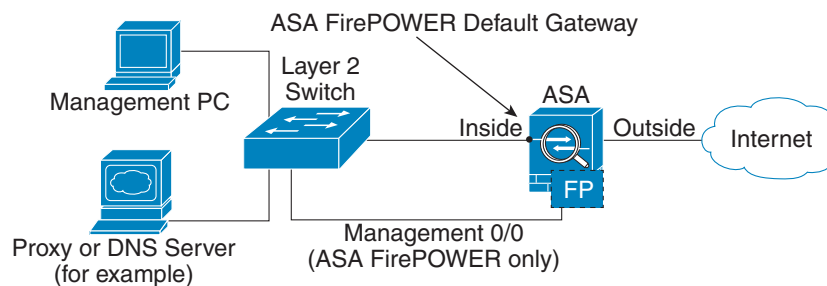 ASA FirePOWER Default Gateway
Layer 2
Switch
Management PC
ASA
Inside
Outside
Internet
FP
Proxy or DNS Server
(for example)
Management 0/0
(ASA FirePOWER only)